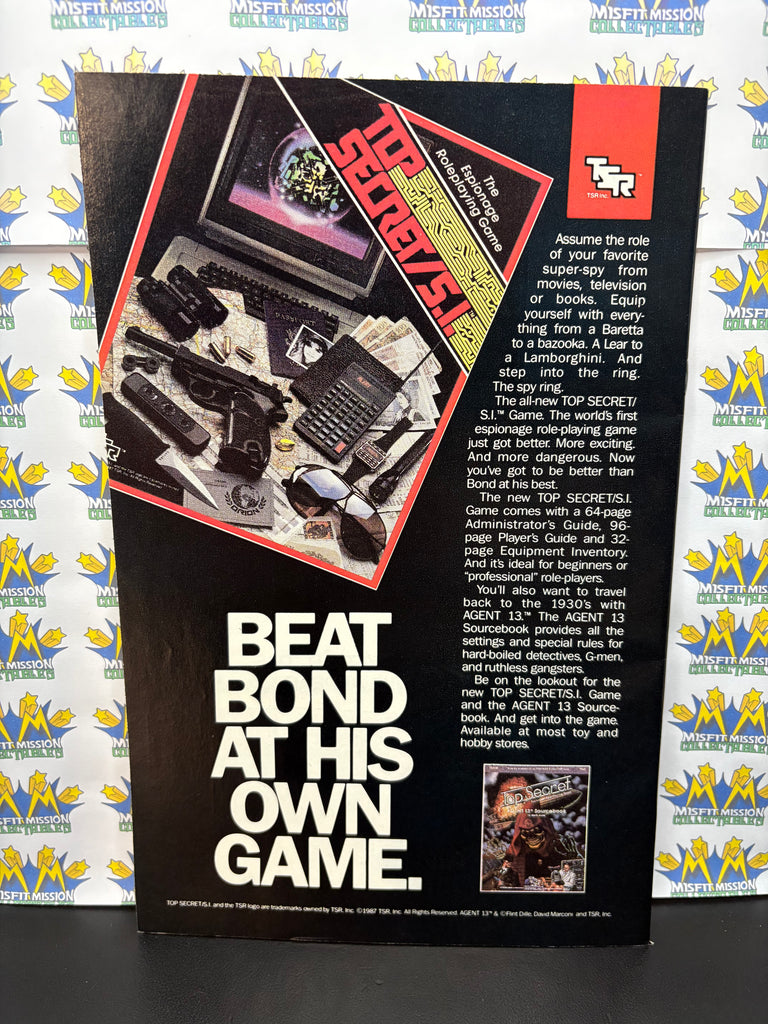 MISFIT MISSION
COLLECTABLES
TOP
SECRET/S.I.™
The
Espionage
Roleplaying Game
TSR™
TSR Inc.
Assume the role
of your favorite
super-spy from
movies, television
or books. Equip
yourself with every-
thing from a Baretta
to a bazooka. A Lear to
a Lamborghini. And
step into the ring.
The spy ring.
The all-new TOP SECRET/
S.I.™ Game. The world's first
espionage role-playing game
just got better. More exciting.
And more dangerous. Now
you've got to be better than
Bond at his best.
The new TOP SECRET/S.I.
Game comes with a 64-page
Administrator's Guide, 96-
page Player's Guide and 32-
page Equipment Inventory.
And it's ideal for beginners or
"professional" role-players.
You'll also want to travel
back to the 1930's with
AGENT 13.™ The AGENT 13
Sourcebook provides all the
settings and special rules for
hard-boiled detectives, G-men,
and ruthless gangsters.
Be on the lookout for the
new TOP SECRET/S.I. Game
and the AGENT 13 Source-
book. And get into the game.
Available at most toy and
hobby stores.
ORION
BEAT
BOND
AT HIS
OWN
GAME.
Top Secret
AGENT 13™ Sourcebook
TOP SECRET/S.I. and the TSR logo are trademarks owned by TSR, Inc. ©1987 TSR, Inc. All Rights Reserved. AGENT 13™ & ©Flint Dille, David Marconi and TSR, Inc.